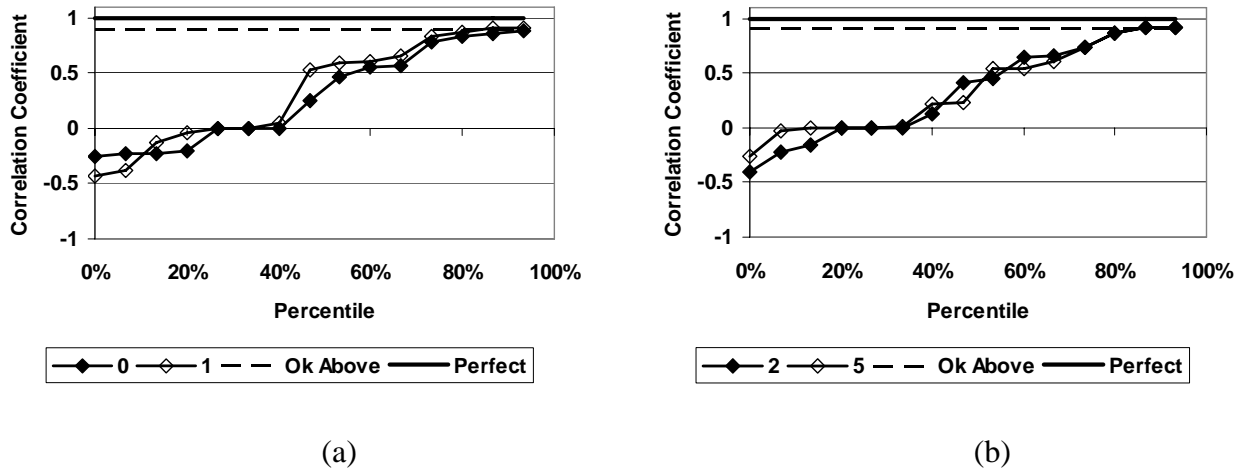 Correlation Coefficient
1
0.5
0
-0.5
-1
0% 20% 40% 60% 80% 100%
Percentile
0 1 Ok Above Perfect
(a)
Correlation Coefficient
1
0.5
0
-0.5
-1
0% 20% 40% 60% 80% 100%
Percentile
2 5 Ok Above Perfect
(b)